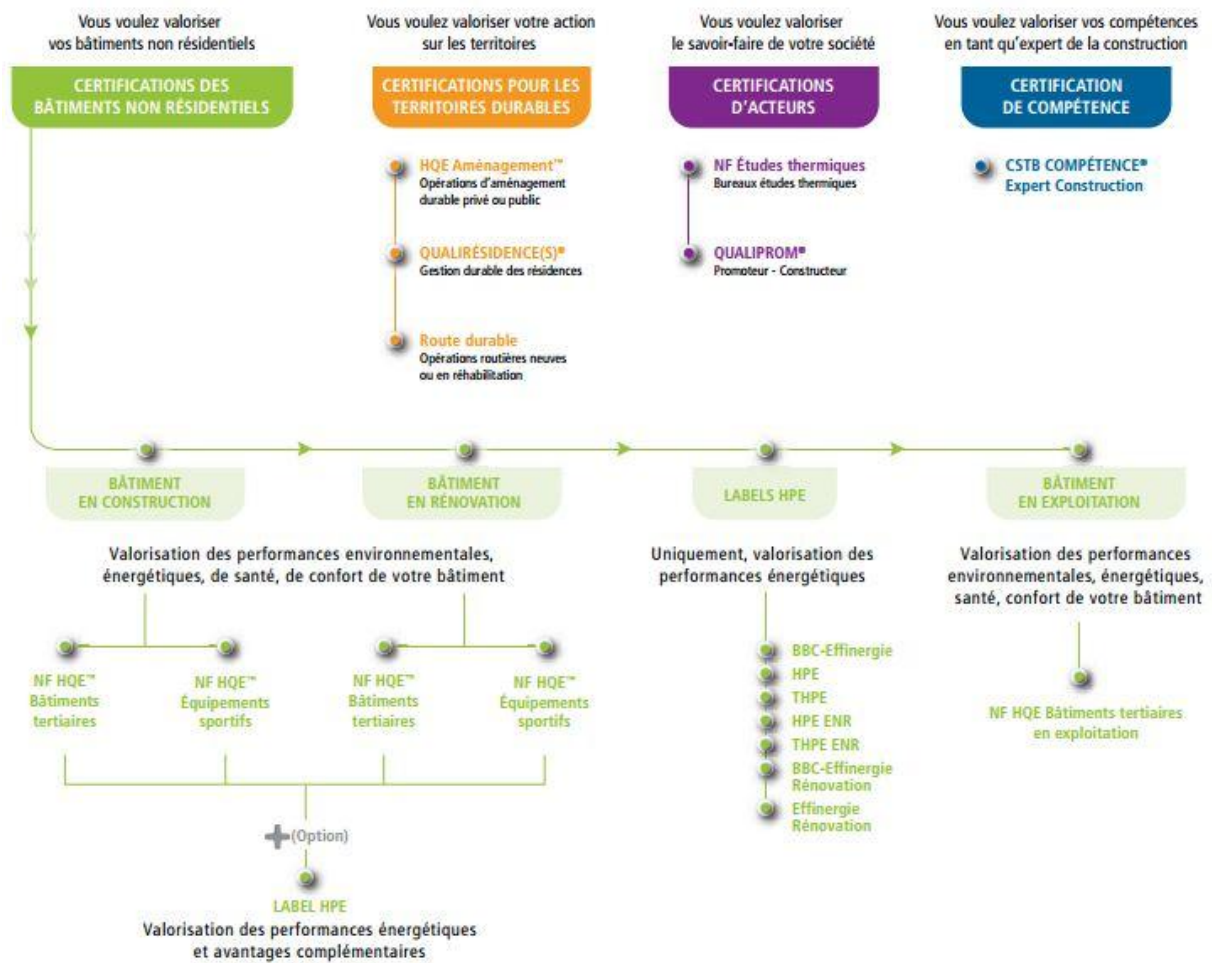 Vous voulez valoriser
vos bâtiments non résidentiels
CERTIFICATIONS DES
BÂTIMENTS NON RÉSIDENTIELS
Vous voulez valoriser votre action
sur les territoires
CERTIFICATIONS POUR LES
TERRITOIRES DURABLES
HQE Aménagement™
Opérations d'aménagement
durable privé ou public
QUALIRÉSIDENCE(S)®
Gestion durable des résidences
Route durable
Opérations routières neuves
ou en réhabilitation
Vous voulez valoriser
le savoir-faire de votre société
CERTIFICATIONS
D'ACTEURS
NF Études thermiques
Bureaux études thermiques
QUALIPROM®
Promoteur - Constructeur
Vous voulez valoriser vos compétences
en tant qu'expert de la construction
CERTIFICATION
DE COMPÉTENCE
CSTB COMPÉTENCE®
Expert Construction
BÂTIMENT
EN CONSTRUCTION
BÂTIMENT
EN RÉNOVATION
LABELS HPE
BÂTIMENT
EN EXPLOITATION
Valorisation des performances environnementales,
énergétiques, de santé, de confort de votre bâtiment
NF HQE™
Bâtiments
tertiaires
NF HQE™
Équipements
sportifs
NF HQE™
Bâtiments
tertiaires
NF HQE™
Équipements
sportifs
(Option)
LABEL HPE
Valorisation des performances énergétiques
et avantages complémentaires
Uniquement, valorisation des
performances énergétiques
BBC-Effinergie
HPE
THPE
HPE ENR
THPE ENR
BBC-Effinergie
Rénovation
Effinergie
Rénovation
Valorisation des performances
environnementales, énergétiques,
santé, confort de votre bâtiment
NF HQE Bâtiments tertiaires
en exploitation